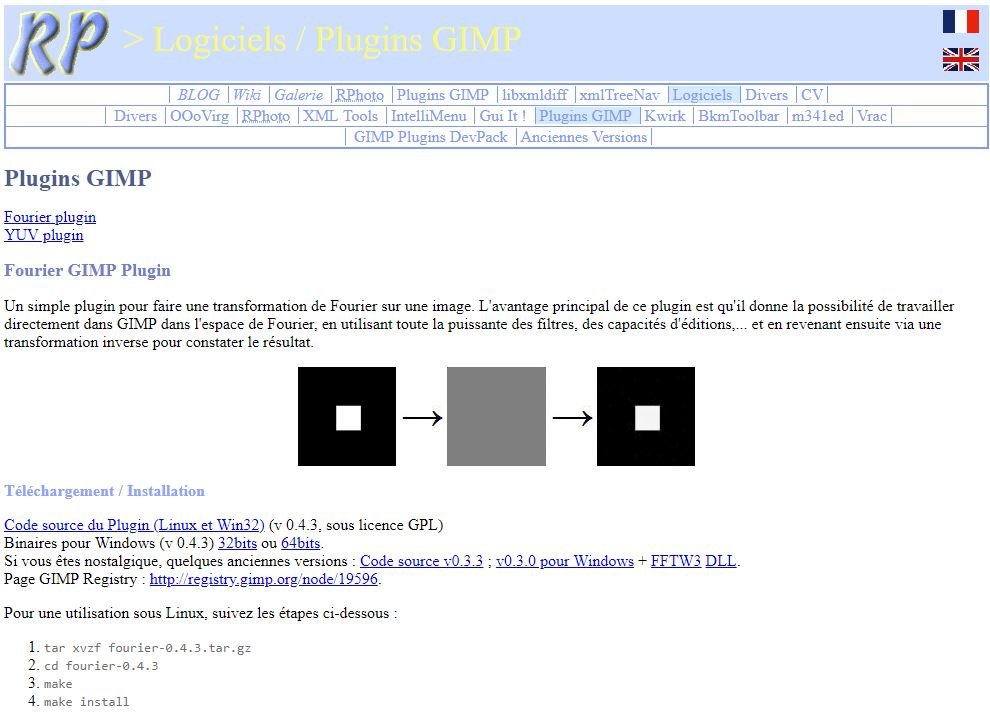 RP > Logiciels / Plugins GIMP
| BLOG | Wiki | Galerie | RPhoto | Plugins GIMP | libxmldiff | xmlTreeNav | Logiciels | Divers | CV |
| Divers | OOoVirg | RPhoto | XML Tools | IntelliMenu | Gui It ! | Plugins GIMP | Kwirk | BkmToolbar | m341ed | Vrac |
| GIMP Plugins DevPack | Anciennes Versions |
Plugins GIMP
Fourier plugin
YUV plugin
Fourier GIMP Plugin
Un simple plugin pour faire une transformation de Fourier sur une image. L'avantage principal de ce plugin est qu'il donne la possibilité de travailler
directement dans GIMP dans l'espace de Fourier, en utilisant toute la puissante des filtres, des capacités d'éditions,... et en revenant ensuite via une
transformation inverse pour constater le résultat.
→ →
Téléchargement / Installation
Code source du Plugin (Linux et Win32) (v 0.4.3, sous licence GPL)
Binaires pour Windows (v 0.4.3) 32bits ou 64bits.
Si vous êtes nostalgique, quelques anciennes versions : Code source v0.3.3 ; v0.3.0 pour Windows + FFTW3 DLL.
Page GIMP Registry : http://registry.gimp.org/node/19596.
Pour une utilisation sous Linux, suivez les étapes ci-dessous :
1. tar xvzf fourier-0.4.3.tar.gz
2. cd fourier-0.4.3
3. make
4. make install